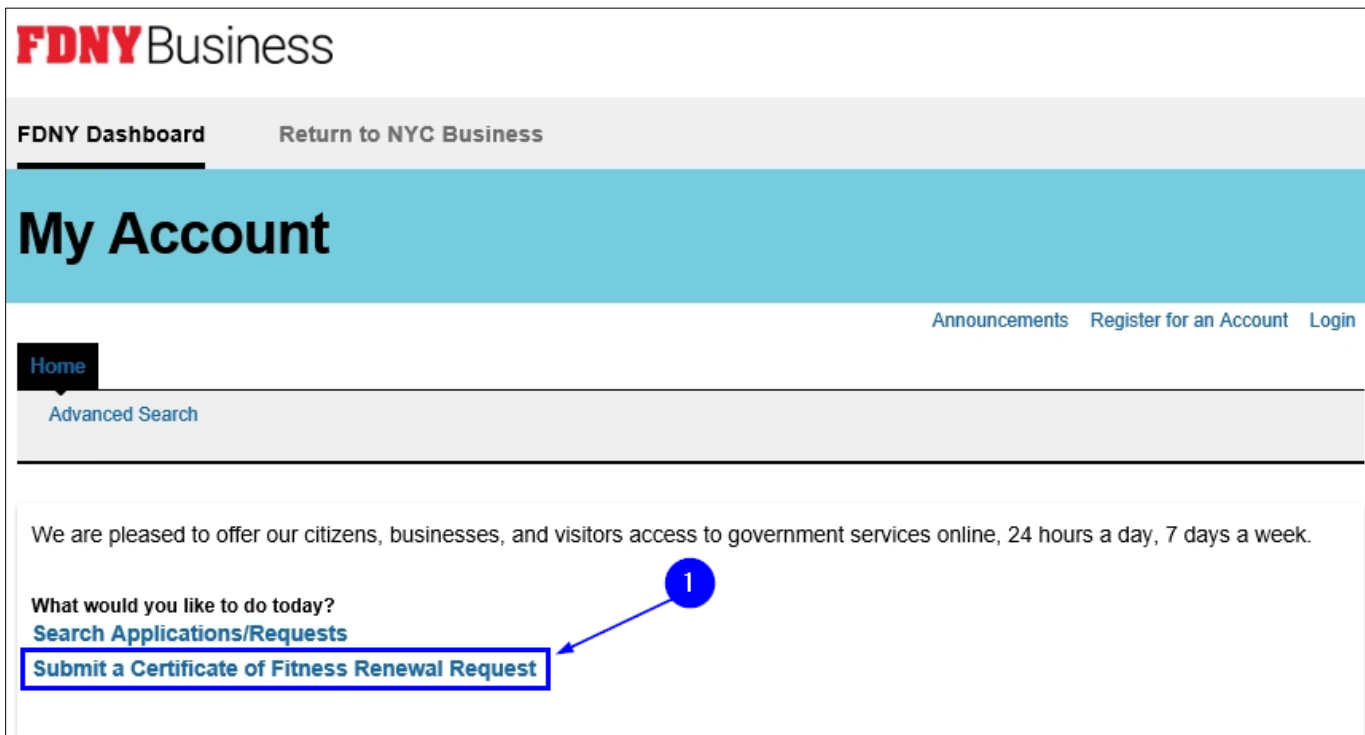 FDNY Business
FDNY Dashboard Return to NYC Business
My Account
Announcements Register for an Account Login
Home
Advanced Search
We are pleased to offer our citizens, businesses, and visitors access to government services online, 24 hours a day, 7 days a week.
1
What would you like to do today?
Search Applications/Requests
Submit a Certificate of Fitness Renewal Request